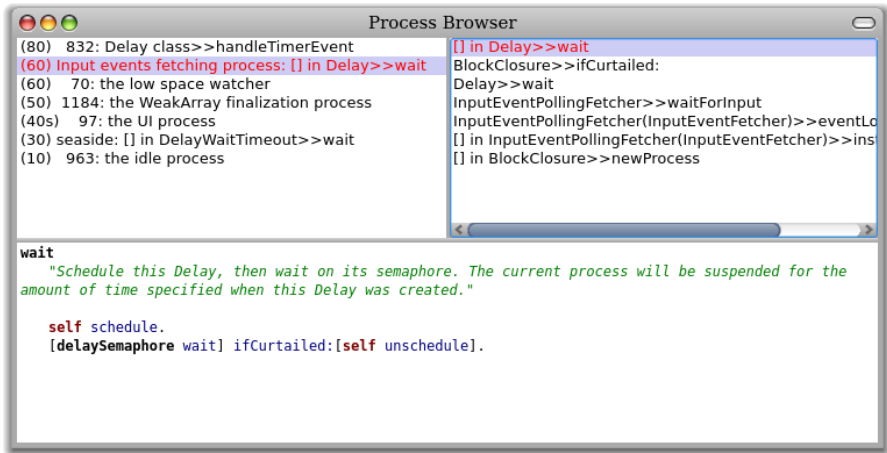 Process Browser
(80) 832: Delay class>>handleTimerEvent
(60) Input events fetching process: [] in Delay>>wait
(60) 70: the low space watcher
(50) 1184: the WeakArray finalization process
(40s) 97: the UI process
(30) seaside: [] in DelayWaitTimeout>>wait
(10) 963: the idle process
[] in Delay>>wait
BlockClosure>>ifCurtailed:
Delay>>wait
InputEventPollingFetcher>>waitForInput
InputEventPollingFetcher(InputEventFetcher)>>eventLo
[] in InputEventPollingFetcher(InputEventFetcher)>>inst
[] in BlockClosure>>newProcess
wait
"Schedule this Delay, then wait on its semaphore. The current process will be suspended for the
amount of time specified when this Delay was created."
self schedule.
[delaySemaphore wait] ifCurtailed:[self unschedule].